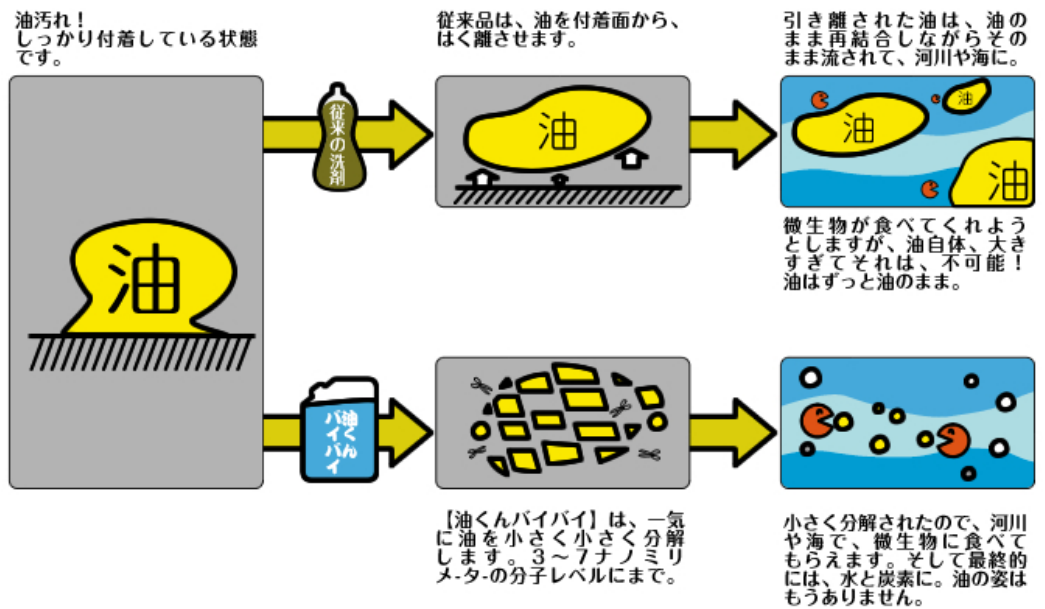 油汚れ!
しっかり付着している状態
です。
従来品は、油を付着面から、
はく離させます。
引き離された油は、油の
まま再結合しながらその
まま流されて、河川や海に。
油
従来の洗剤
油
油
油
油
微生物が食べてくれよう
としますが、油自体、大き
すぎてそれは、不可能!
油はずっと油のまま。
油くん
バイバイ
【油くんバイバイ】は、一気
に油を小さく小さく分解
します。3~7ナノミリ
メ-タ-の分子レベルにまで。
小さく分解されたので、河川
や海で、微生物に食べて
もらえます。そして最終的
には、水と炭素に。油の姿は
もうありません。